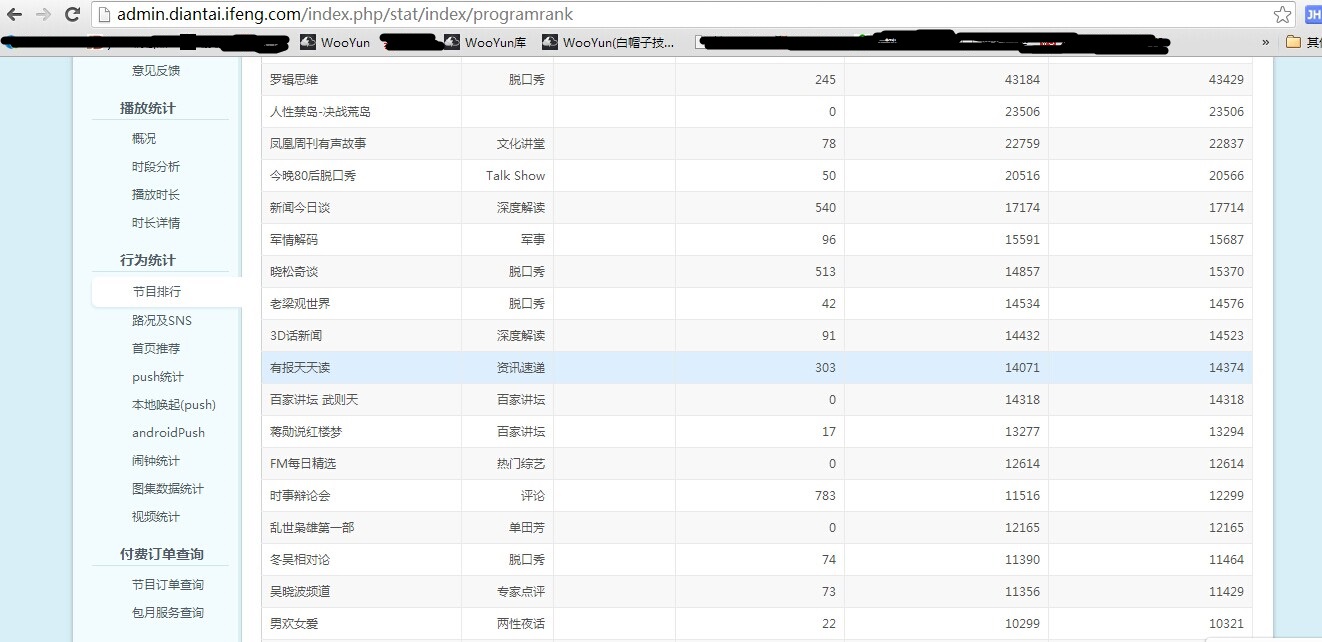 admin.diantai.ifeng.com/index.php/stat/index/programrank
WooYun WooYun库 WooYun(白帽子技... »
意见反馈
播放统计
概况
时段分析
播放时长
时长详情
行为统计
节目排行
路况及SNS
首页推荐
push统计
本地唤起(push)
androidPush
闹钟统计
图集数据统计
视频统计
付费订单查询
节目订单查询
包月服务查询
罗辑思维 脱口秀 245 43184 43429
人性禁岛-决战荒岛 0 23506 23506
凤凰周刊有声故事 文化讲堂 78 22759 22837
今晚80后脱口秀 Talk Show 50 20516 20566
新闻今日谈 深度解读 540 17174 17714
军情解码 军事 96 15591 15687
晓松奇谈 脱口秀 513 14857 15370
老梁观世界 脱口秀 42 14534 14576
3D话新闻 深度解读 91 14432 14523
有报天天读 资讯速递 303 14071 14374
百家讲坛 武则天 百家讲坛 0 14318 14318
蒋勋说红楼梦 百家讲坛 17 13277 13294
FM每日精选 热门综艺 0 12614 12614
时事辩论会 评论 783 11516 12299
乱世枭雄第一部 单田芳 0 12165 12165
冬吴相对论 脱口秀 74 11390 11464
吴晓波频道 专家点评 73 11356 11429
男欢女爱 两性夜话 22 10299 10321